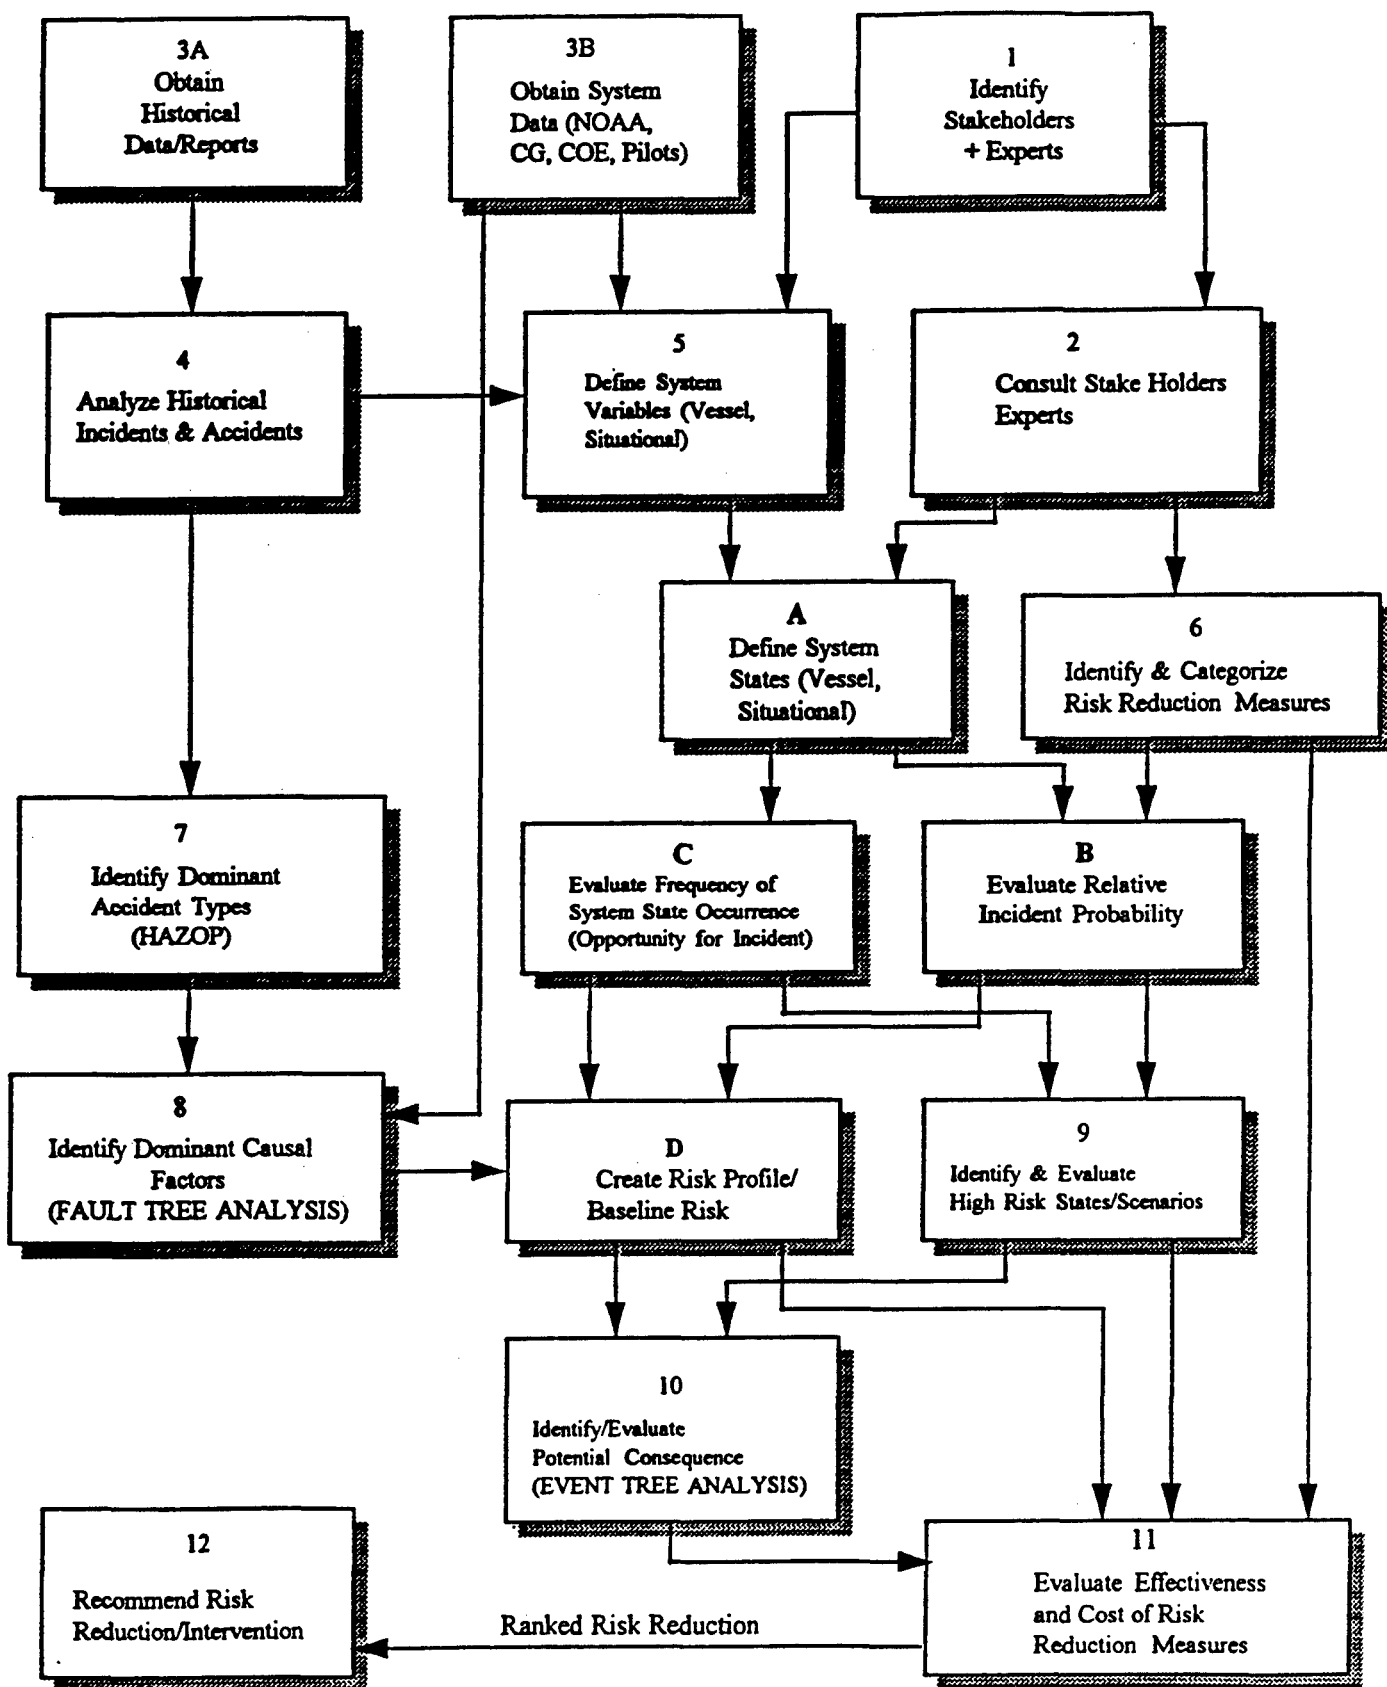 3A
Obtain
Historical
Data/Reports
3B
Obtain System
Data (NOAA,
CG, COE, Pilots)
1
Identify
Stakeholders
+ Experts
4
Analyze Historical
Incidents & Accidents
5
Define System
Variables (Vessel,
Situational)
2
Consult Stake Holders
Experts
A
Define System
States (Vessel,
Situational)
6
Identify & Categorize
Risk Reduction Measures
7
Identify Dominant
Accident Types
(HAZOP)
C
Evaluate Frequency of
System State Occurrence
(Opportunity for Incident)
B
Evaluate Relative
Incident Probability
8
Identify Dominant Causal
Factors
(FAULT TREE ANALYSIS)
D
Create Risk Profile/
Baseline Risk
9
Identify & Evaluate
High Risk States/Scenarios
10
Identify/Evaluate
Potential Consequence
(EVENT TREE ANALYSIS)
12
Recommend Risk
Reduction/Intervention
Ranked Risk Reduction
11
Evaluate Effectiveness
and Cost of Risk
Reduction Measures